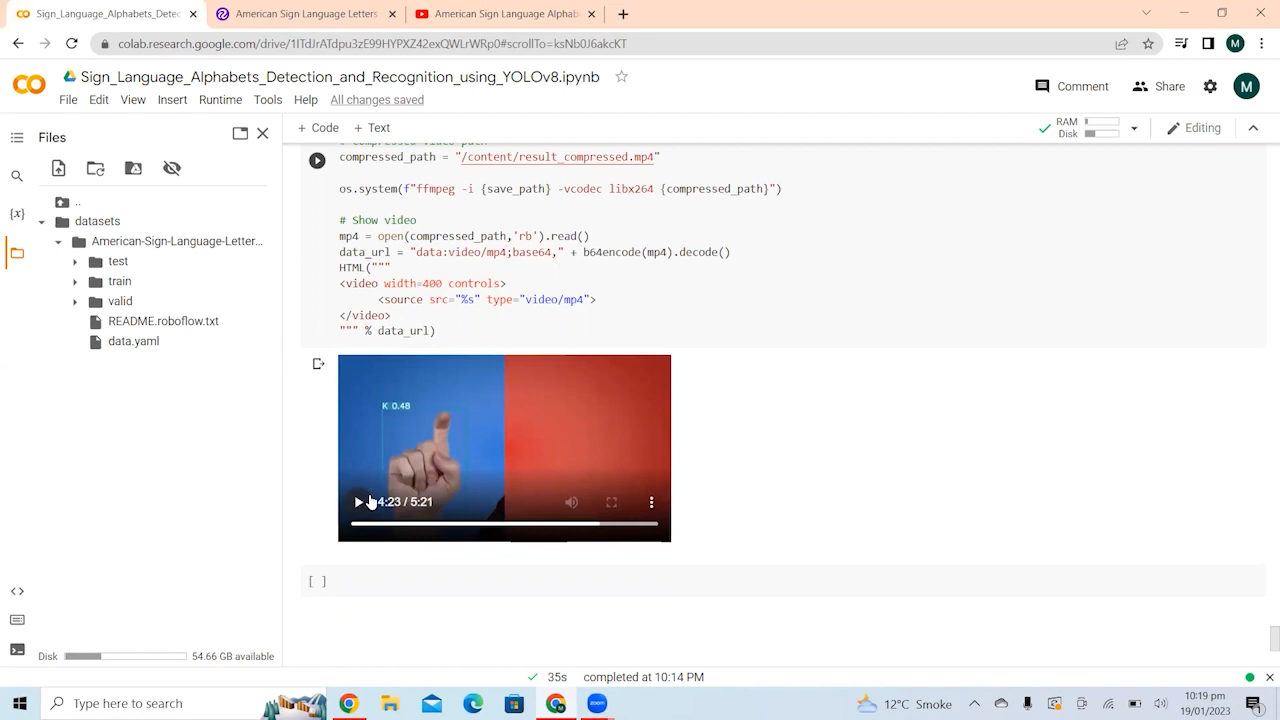 Sign_Language_Alphabets_Detec
American Sign Language Letters
American Sign Language Alphab
colab.research.google.com/drive/1ITdJrATdpu3zE99HYPXZ42exQWLrWRp0#scrollTo=ksNb0J6akcKT
M
CO
Sign_Language_Alphabets_Detection_and_Recognition_using_YOLOv8.ipynb
Comment
Share
M
File Edit View Insert Runtime Tools Help All changes saved
Files
+ Code + Text
RAM
Disk
Editing
..
datasets
American-Sign-Language-Letter...
test
train
valid
README.roboflow.txt
data.yaml
{x}
<>
Disk
54.66 GB available
# Compressed video path
compressed_path = "/content/result_compressed.mp4"
os.system(f"ffmpeg -i {save_path} -vcodec libx264 {compressed_path}")
# Show video
mp4 = open(compressed_path,'rb').read()
data_url = "data:video/mp4;base64," + b64encode(mp4).decode()
HTML("""
<video width=400 controls>
<source src="%s" type="video/mp4">
</video>
""" % data_url)
K 0.48
4:23 / 5:21
[ ]
35s completed at 10:14 PM
Type here to search
zoom
12°C Smoke
10:19 pm
19/01/2023
1